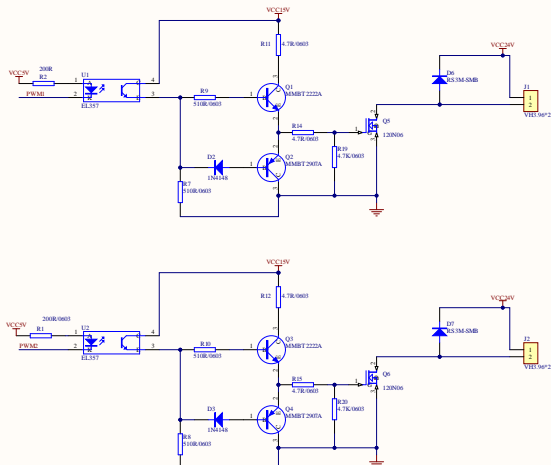 VCC15V
R11 4.7R/0603
VCC24V
200R
VCC5V R2 U1 4
1
PWM1 2 3
EL357
R9
510R/0603
Q1
MMBT2222A
D6
RS3M-SMB
J1
1
2
VH3.96*2
R14
4.7R/0603
Q5
120N06
D2
1N4148
Q2
MMBT2907A
R19
4.7K/0603
R7
510R/0603
VCC15V
R12 4.7R/0603
VCC24V
200R/0603
VCC5V R1 U2 4
1
PWM2 2 3
EL357
R10
510R/0603
Q3
MMBT2222A
D7
RS3M-SMB
J2
1
2
VH3.96*2
R15
4.7R/0603
Q6
120N06
D3
1N4148
Q4
MMBT2907A
R20
4.7K/0603
R8
510R/0603